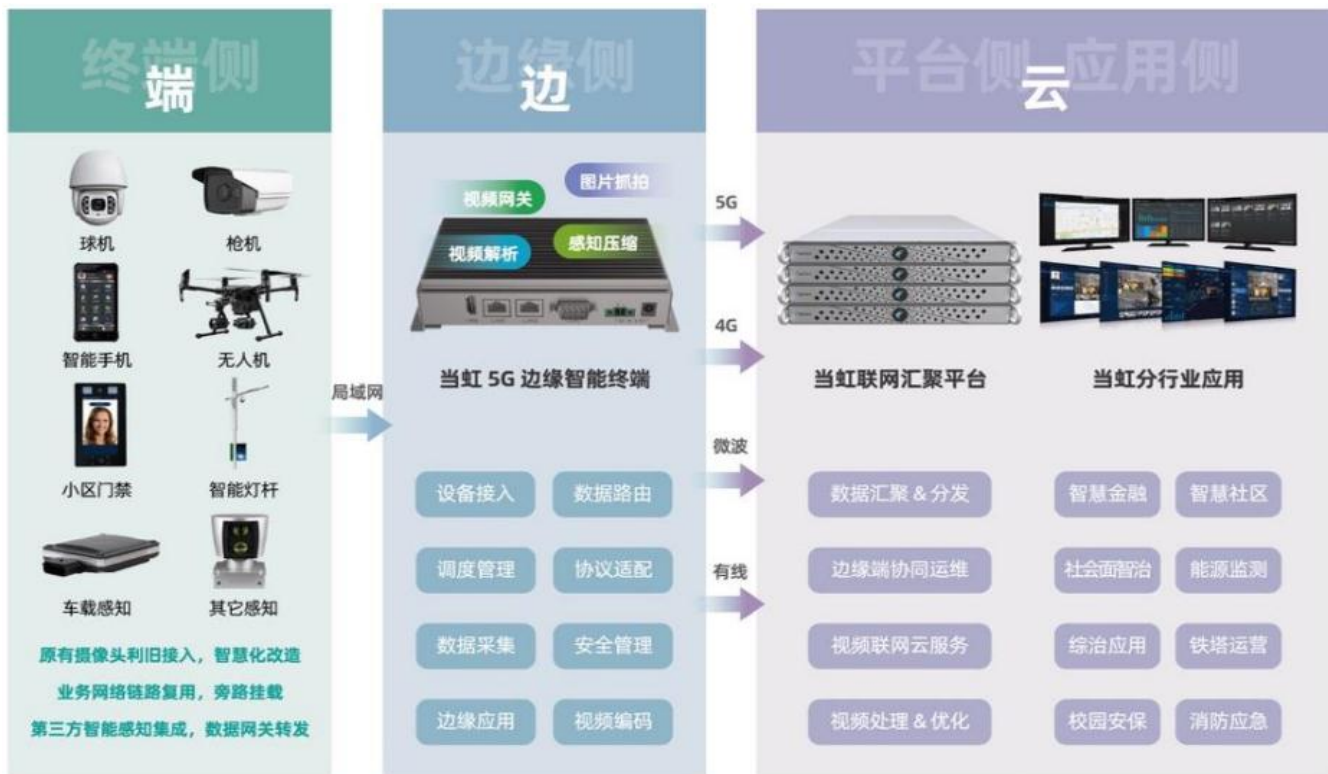 终端侧
端
球机
枪机
智能手机
无人机
小区门禁
智能灯杆
车载感知
其它感知
原有摄像头利旧接入，智慧化改造
业务网络链路复用，旁路挂载
第三方智能感知集成，数据网关转发
局域网
边缘侧
边
视频网关
图片抓拍
视频解析
感知压缩
当虹 5G 边缘智能终端
设备接入
数据路由
调度管理
协议适配
数据采集
安全管理
边缘应用
视频编码
5G
4G
微波
有线
平台侧 应用侧
云
当虹联网汇聚平台
数据汇聚 & 分发
边缘端协同运维
视频联网云服务
视频处理 & 优化
当虹分行业应用
智慧金融
智慧社区
社会面智治
能源监测
综治应用
铁塔运营
校园安保
消防应急